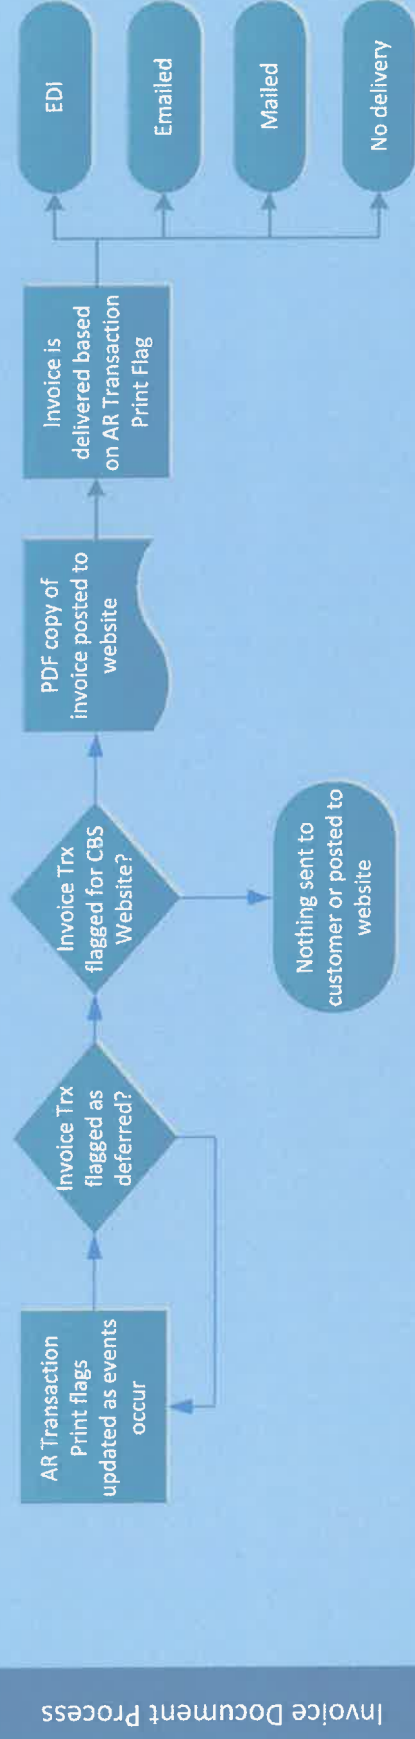 Invoice Document Process
AR Transaction
Print flags
updated as events
occur
Invoice Trx
flagged as
deferred?
Invoice Trx
flagged for CBS
Website?
Nothing sent to
customer or posted to
website
PDF copy of
invoice posted to
website
Invoice is
delivered based
on AR Transaction
Print Flag
EDI
Emailed
Mailed
No delivery